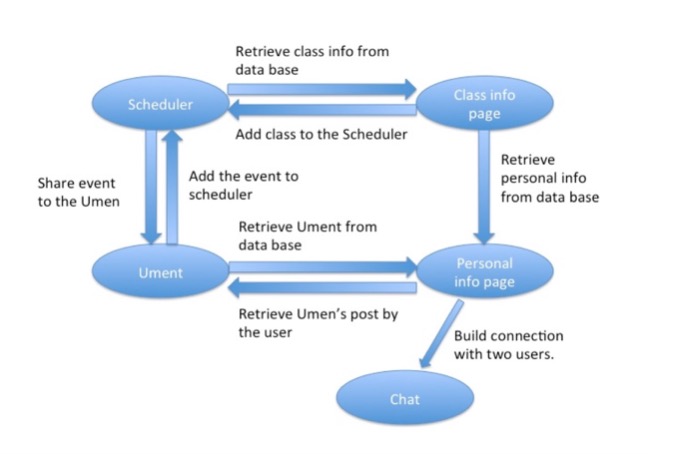 Retrieve class info from
data base
Scheduler
Class info
page
Add class to the Scheduler
Share event
to the Umen
Add the event to
scheduler
Retrieve
personal info
from data base
Retrieve Ument from
data base
Ument
Personal
info page
Retrieve Umen's post by
the user
Build connection
with two users.
Chat